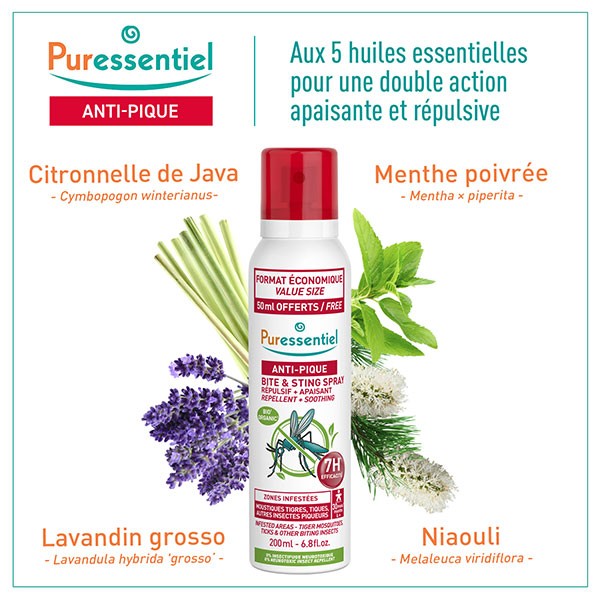 Puressentiel
ANTI-PIQUE
Aux 5 huiles essentielles
pour une double action
apaisante et répulsive
Citronnelle de Java
- Cymbopogon winterianus-
Menthe poivrée
- Mentha × piperita -
FORMAT ÉCONOMIQUE
VALUE SIZE
50ml OFFERTS / FREE
Puressentiel
ANTI-PIQUE
BITE & STING SPRAY
RÉPULSIF + APAISANT
REPELLENT + SOOTHING
BIO
ORGANIC
7H
EFFICACITÉ
ZONES INFESTÉES
MOUSTIQUES TIGRES, TIQUES,
AUTRES INSECTES PIQUEURS
INFESTED AREAS - TIGER MOSQUITOES,
TICKS & OTHER BITING INSECTS
200ml - 6.8fl.oz.
Lavandin grosso
- Lavandula hybrida 'grosso' -
Niaouli
- Melaleuca viridiflora -